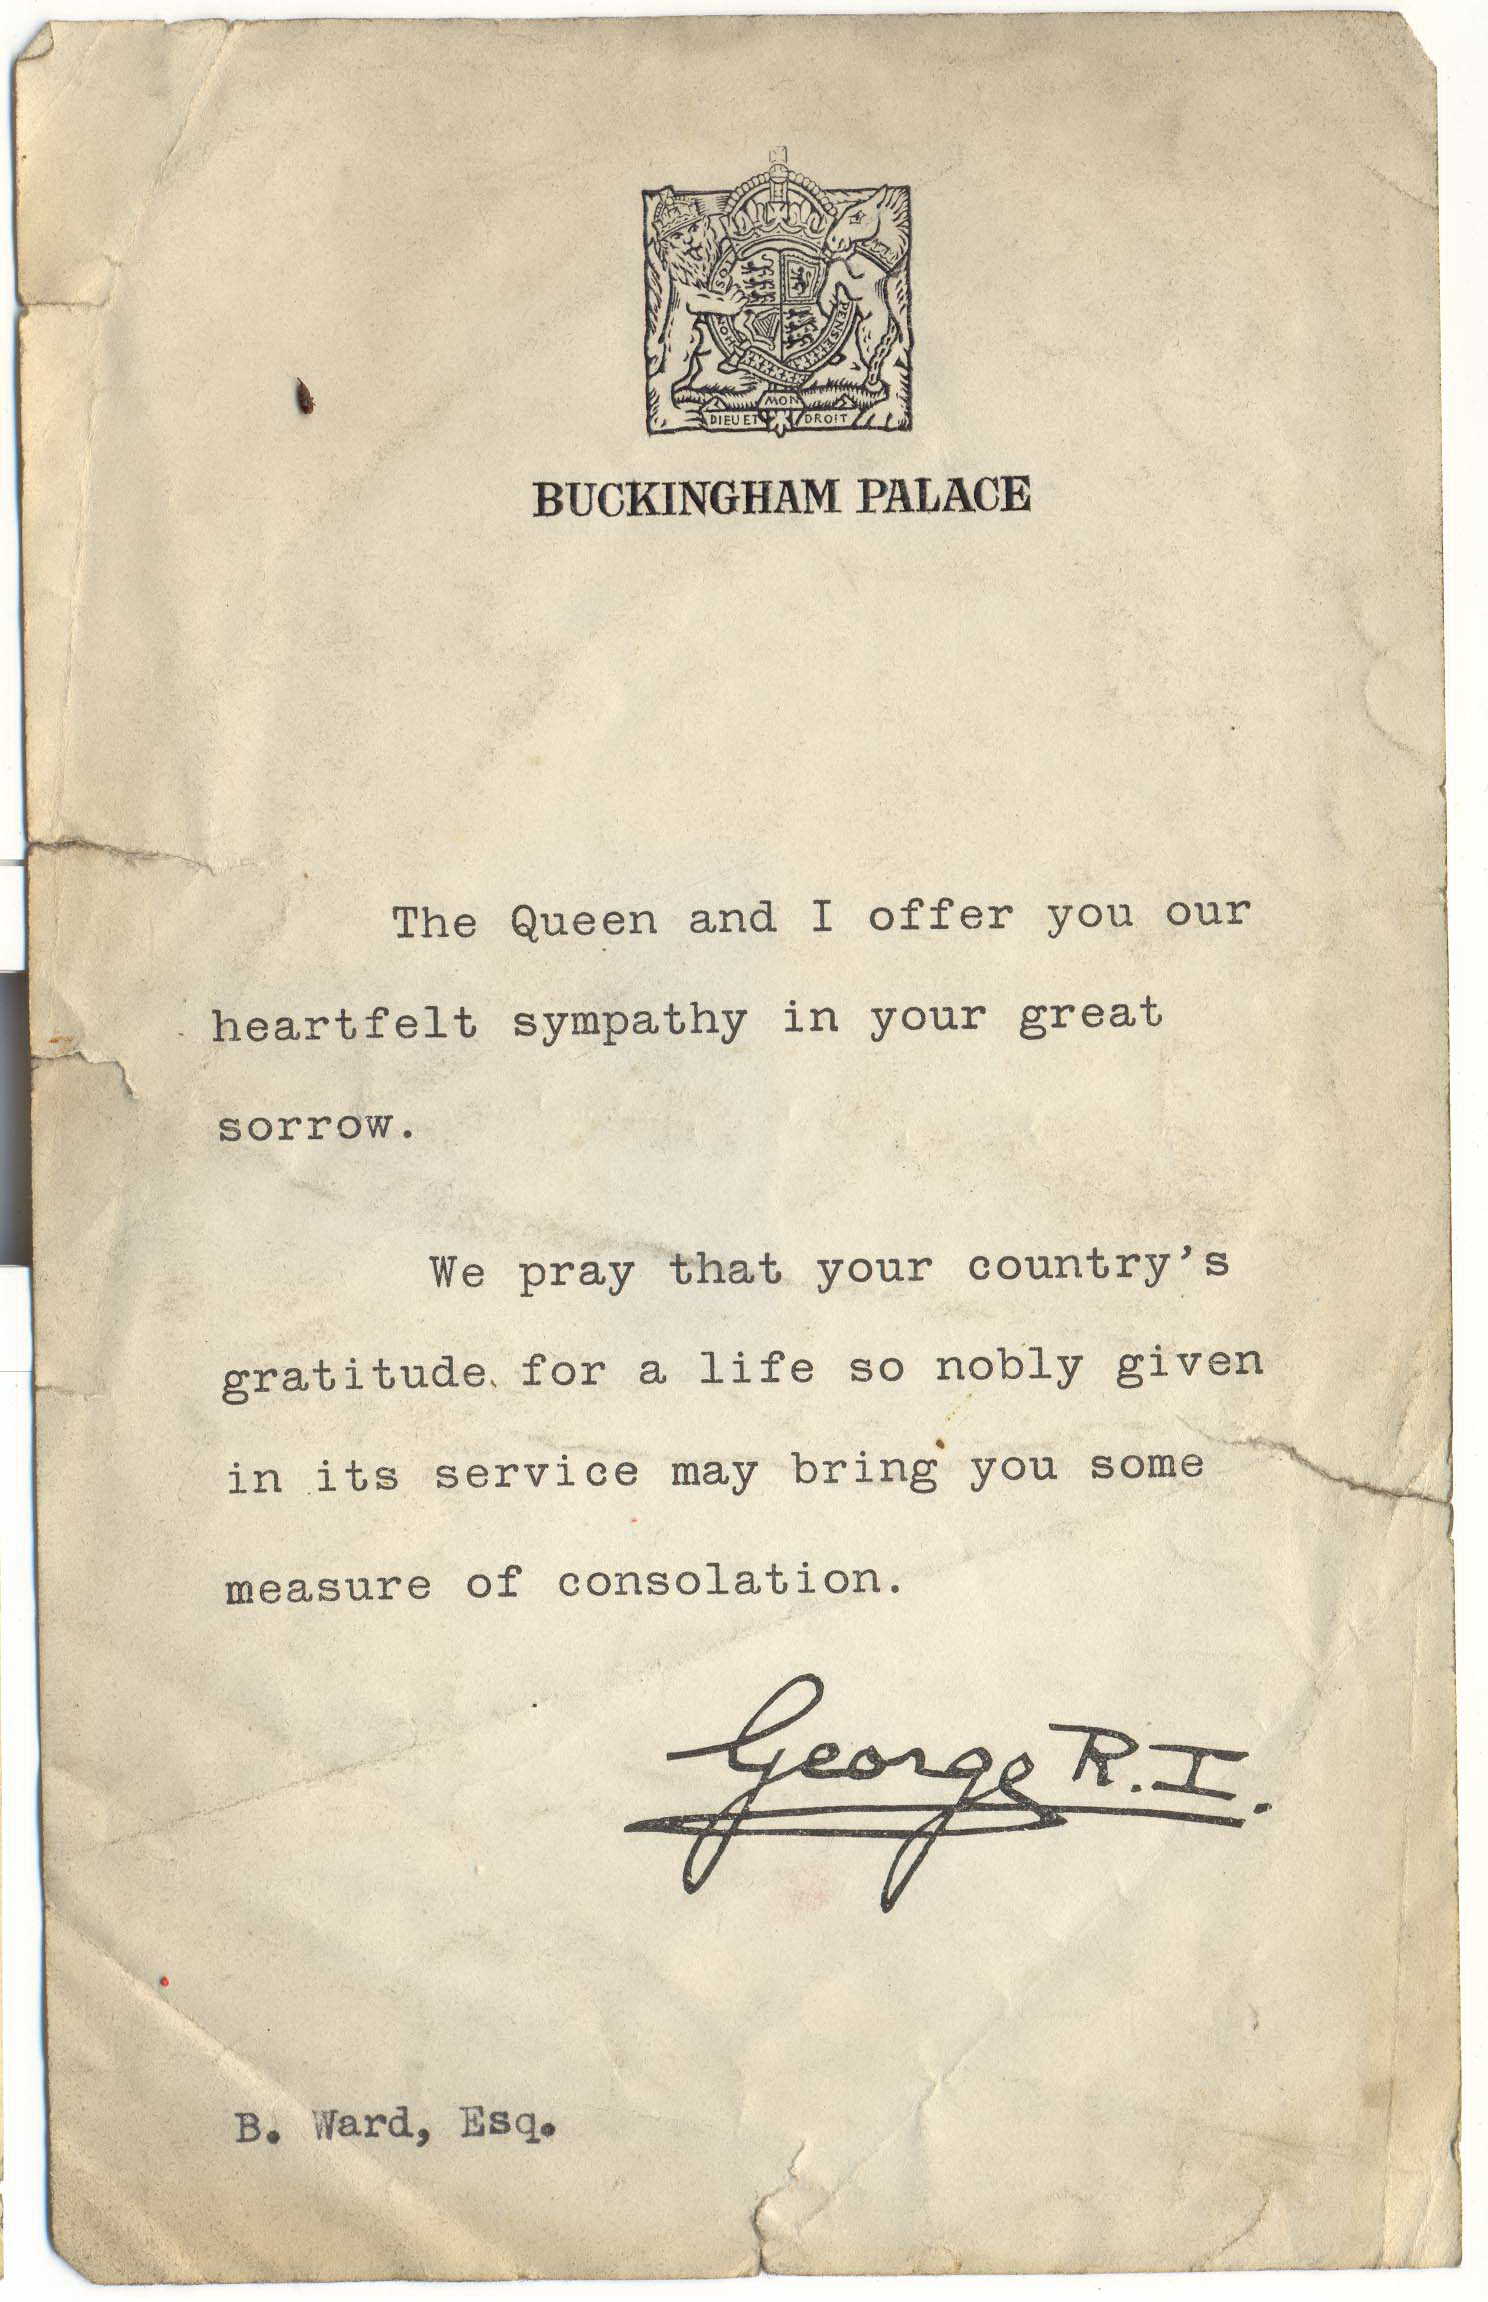 DIEU ET MON DROIT
BUCKINGHAM PALACE
The Queen and I offer you our
heartfelt sympathy in your great
sorrow.
We pray that your country's
gratitude for a life so nobly given
in its service may bring you some
measure of consolation.
George R.I.
B. Ward, Esq.